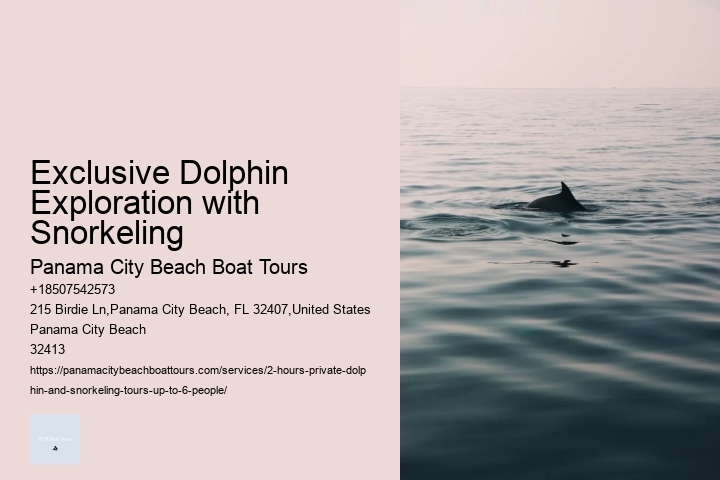 Exclusive Dolphin
Exploration with
Snorkeling
Panama City Beach Boat Tours
+18507542573
215 Birdie Ln,Panama City Beach, FL 32407,United States
Panama City Beach
32413
https://panamacitybeachboattours.com/services/2-hours-private-dolp
hin-and-snorkeling-tours-up-to-6-people/